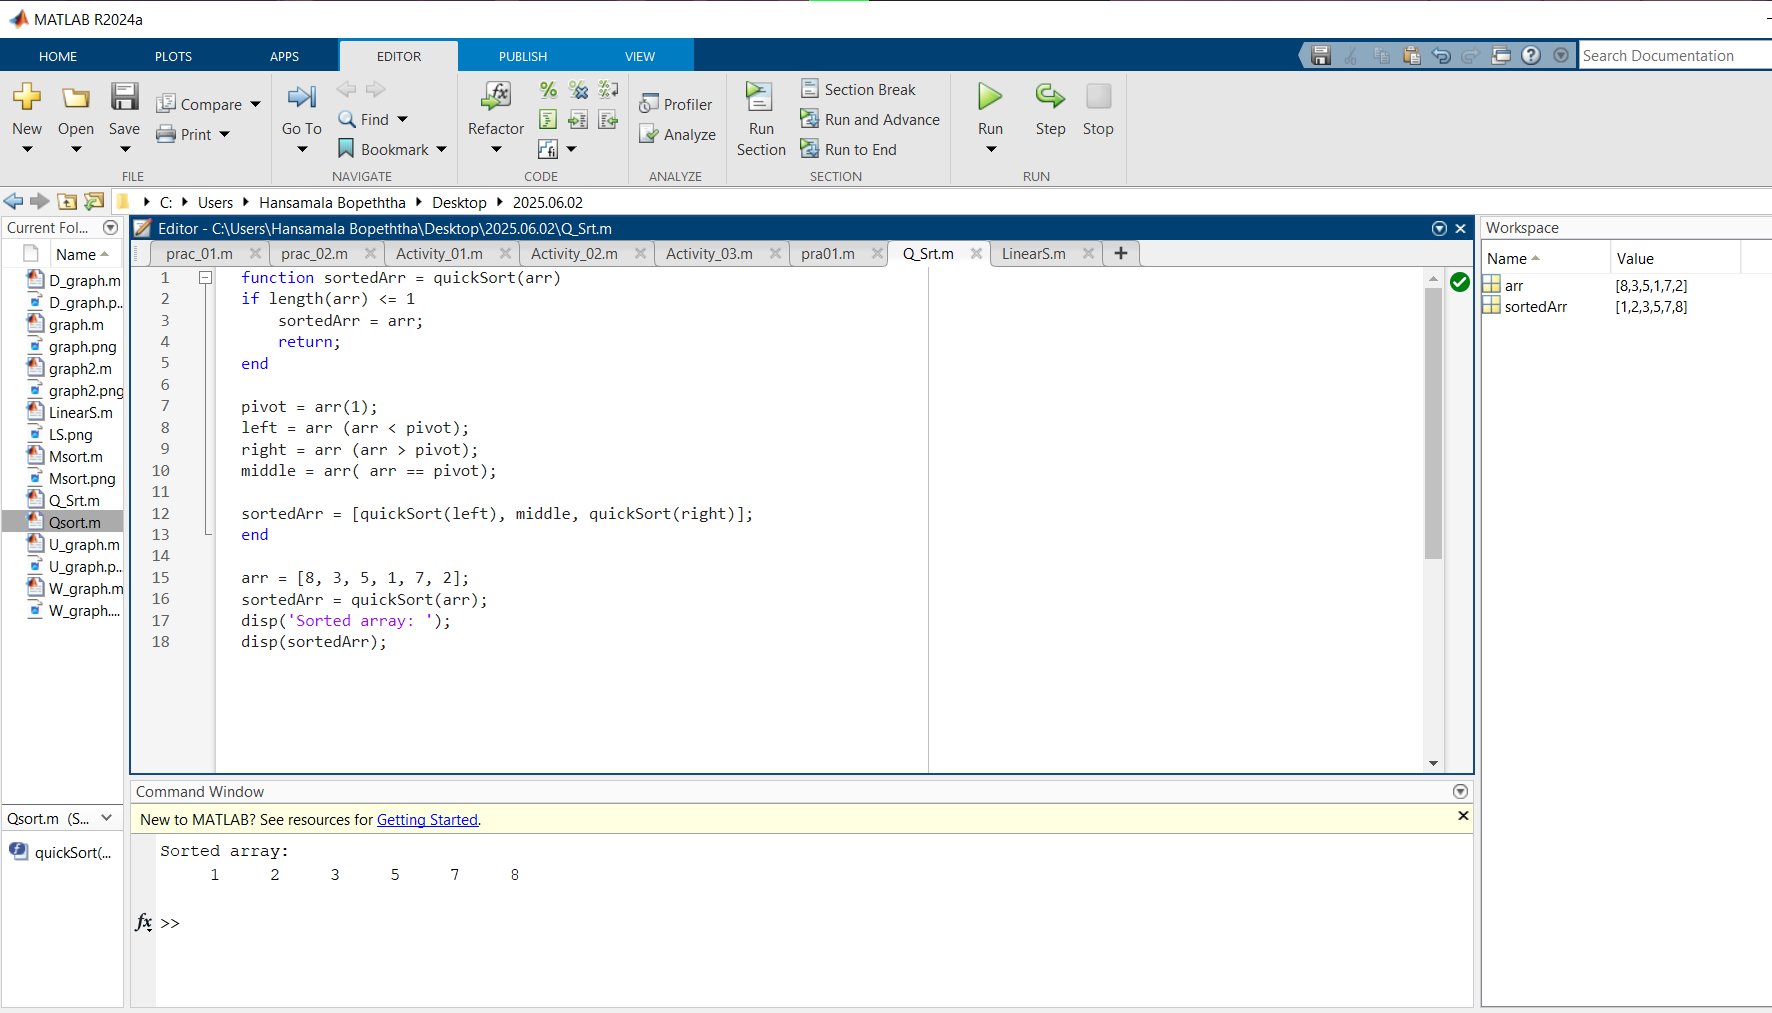 MATLAB R2024a
HOME PLOTS APPS EDITOR PUBLISH VIEW Search Documentation
New Open Save Compare Print FILE
Go To Find Bookmark NAVIGATE
Refactor CODE
Profiler Analyze ANALYZE
Run Section Section Break Run and Advance Run to End SECTION
Run Step Stop RUN
C: Users Hansamala Bopeththa Desktop 2025.06.02
Current Fol...
Name
D_graph.m
D_graph.p...
graph.m
graph.png
graph2.m
graph2.png
LinearS.m
LS.png
Msort.m
Msort.png
Q_Srt.m
Qsort.m
U_graph.m
U_graph.p...
W_graph.m
W_graph....
Qsort.m (S...
quickSort(...
Editor - C:\Users\Hansamala Bopeththa\Desktop\2025.06.02\Q_Srt.m
prac_01.m prac_02.m Activity_01.m Activity_02.m Activity_03.m pra01.m Q_Srt.m LinearS.m
1 function sortedArr = quickSort(arr)
2 if length(arr) <= 1
3 sortedArr = arr;
4 return;
5 end
6
7 pivot = arr(1);
8 left = arr (arr < pivot);
9 right = arr (arr > pivot);
10 middle = arr( arr == pivot);
11
12 sortedArr = [quickSort(left), middle, quickSort(right)];
13 end
14
15 arr = [8, 3, 5, 1, 7, 2];
16 sortedArr = quickSort(arr);
17 disp('Sorted array: ');
18 disp(sortedArr);
Command Window
New to MATLAB? See resources for Getting Started.
Sorted array:
1 2 3 5 7 8
fx >>
Workspace
Name Value
arr [8,3,5,1,7,2]
sortedArr [1,2,3,5,7,8]